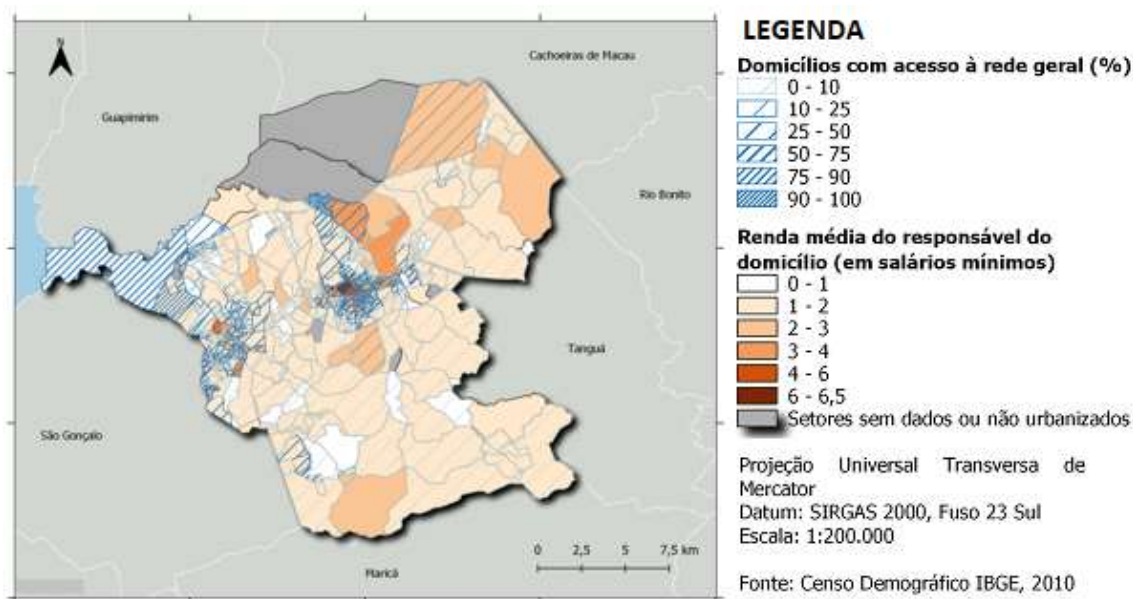 N
Cachoeiras de Macau
Guapimirim
Rio Bonito
Tanguá
São Gonçalo
Maricá
0 2,5 5 7,5 km
LEGENDA
Domicílios com acesso à rede geral (%)
0 - 10
10 - 25
25 - 50
50 - 75
75 - 90
90 - 100
Renda média do responsável do
domicílio (em salários mínimos)
0 - 1
1 - 2
2 - 3
3 - 4
4 - 6
6 - 6,5
Setores sem dados ou não urbanizados
Projeção Universal Transversa de
Mercator
Datum: SIRGAS 2000, Fuso 23 Sul
Escala: 1:200.000
Fonte: Censo Demográfico IBGE, 2010